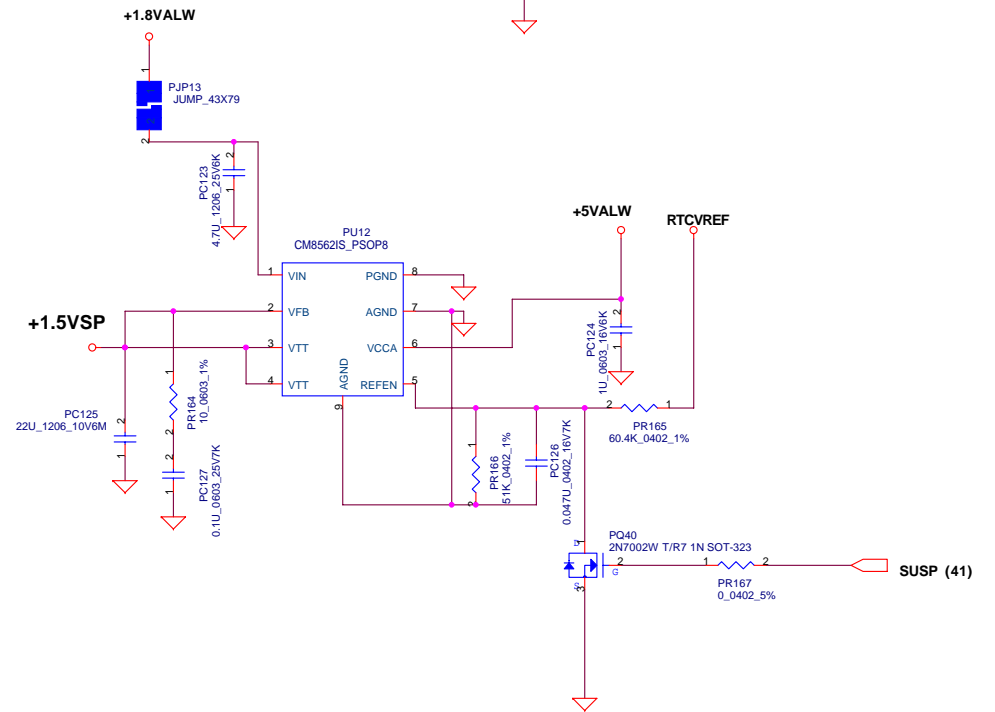 +1.8VALW
1
PJP13
JUMP_43X79
1
2
2
2
PC123
4.7U_1206_25V6K
1
+5VALW
RTCVREF
PU12
CM8562IS_PSOP8
1
VIN
PGND
8
2
VFB
AGND
7
+1.5VSP
3
VTT
VCCA
6
4
VTT
AGND
REFEN
5
9
2
PC124
1U_0603_16V6K
1
1
PR164
10_0603_1%
2
PC125
22U_1206_10V6M
2
1
2
PC127
0.1U_0603_25V7K
1
2
1
PR165
60.4K_0402_1%
1
PR166
51K_0402_1%
2
PC126
0.047U_0402_16V7K
PQ40
2N7002W T/R7 1N SOT-323
D
1
2
G
S
3
1
2
PR167
0_0402_5%
SUSP (41)